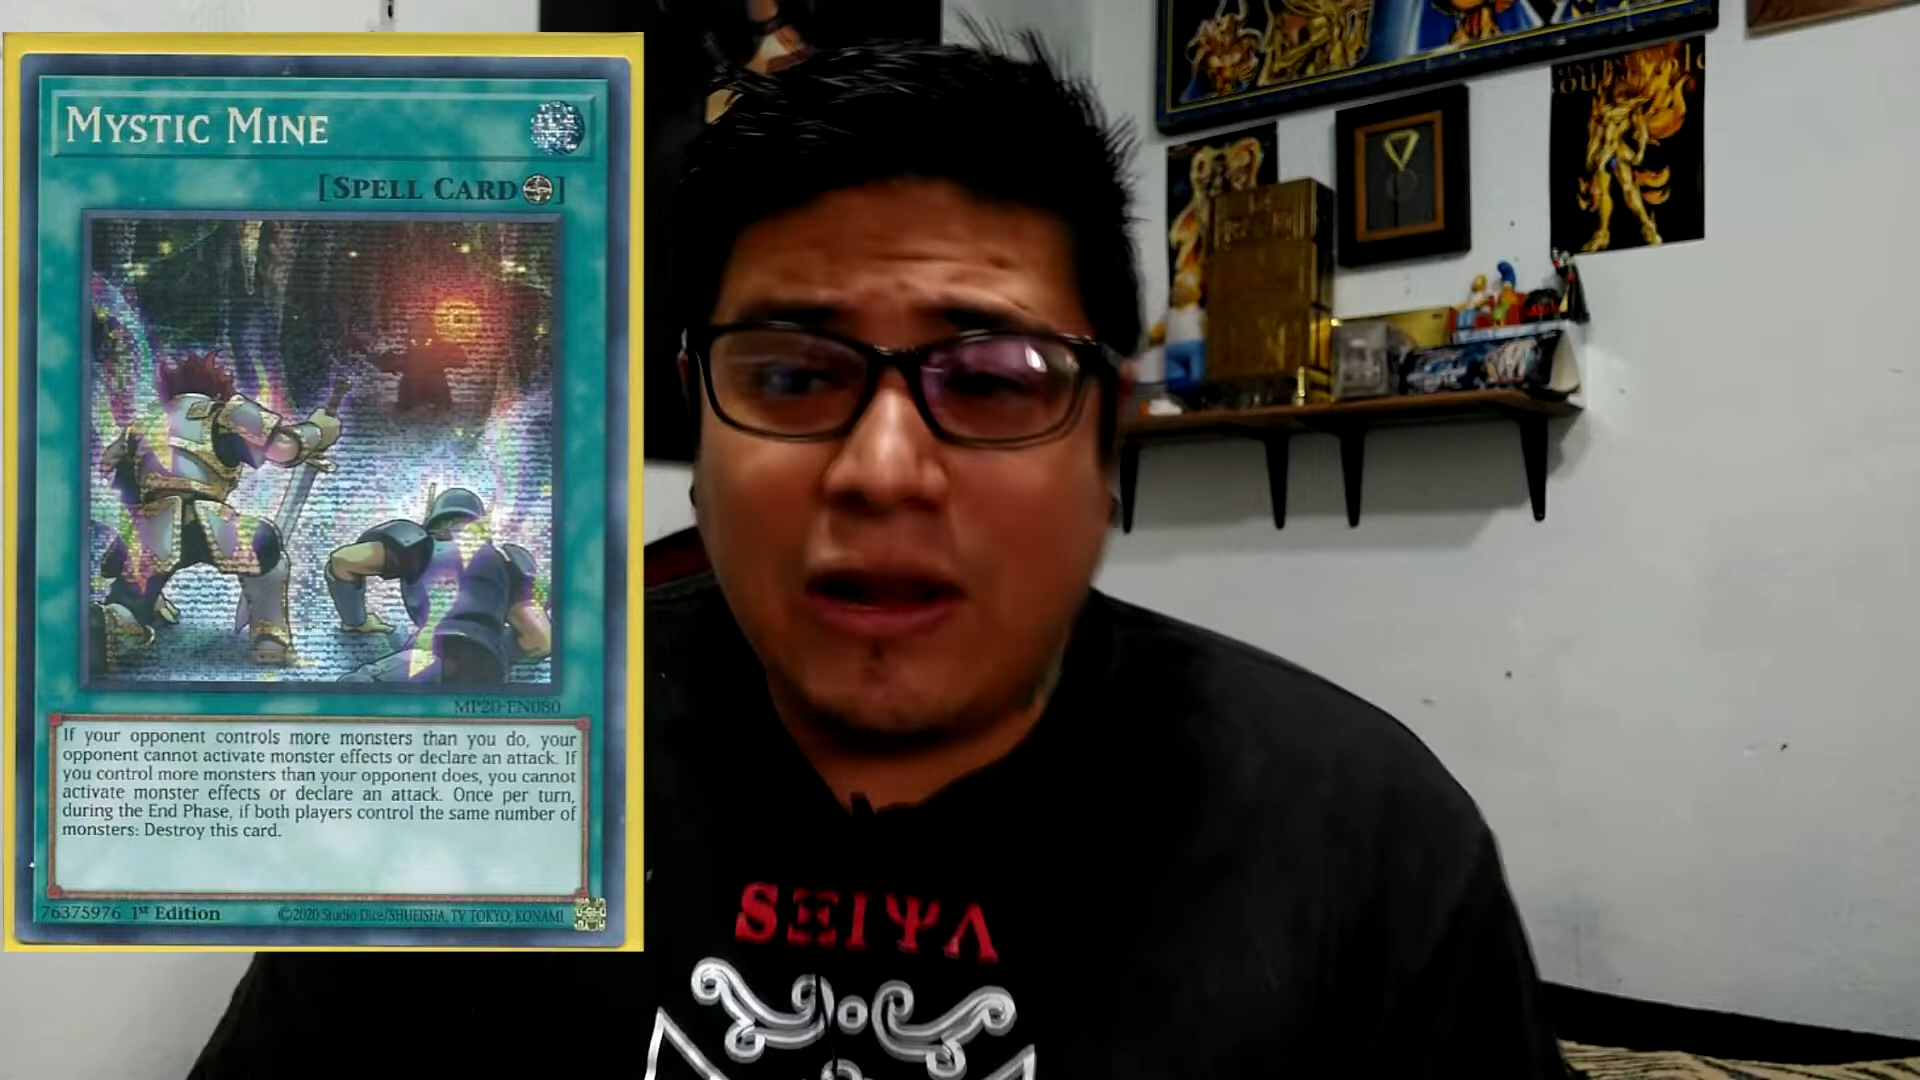 MYSTIC MINE
[SPELL CARD]
MP20-EN080
If your opponent controls more monsters than you do, your
opponent cannot activate monster effects or declare an attack. If
you control more monsters than your opponent does, you cannot
activate monster effects or declare an attack. Once per turn,
during the End Phase, if both players control the same number of
monsters: Destroy this card.
76375976 1st Edition
©2020 Studio Dice/SHUEISHA, TV TOKYO, KONAMI
SΞIΨΛ